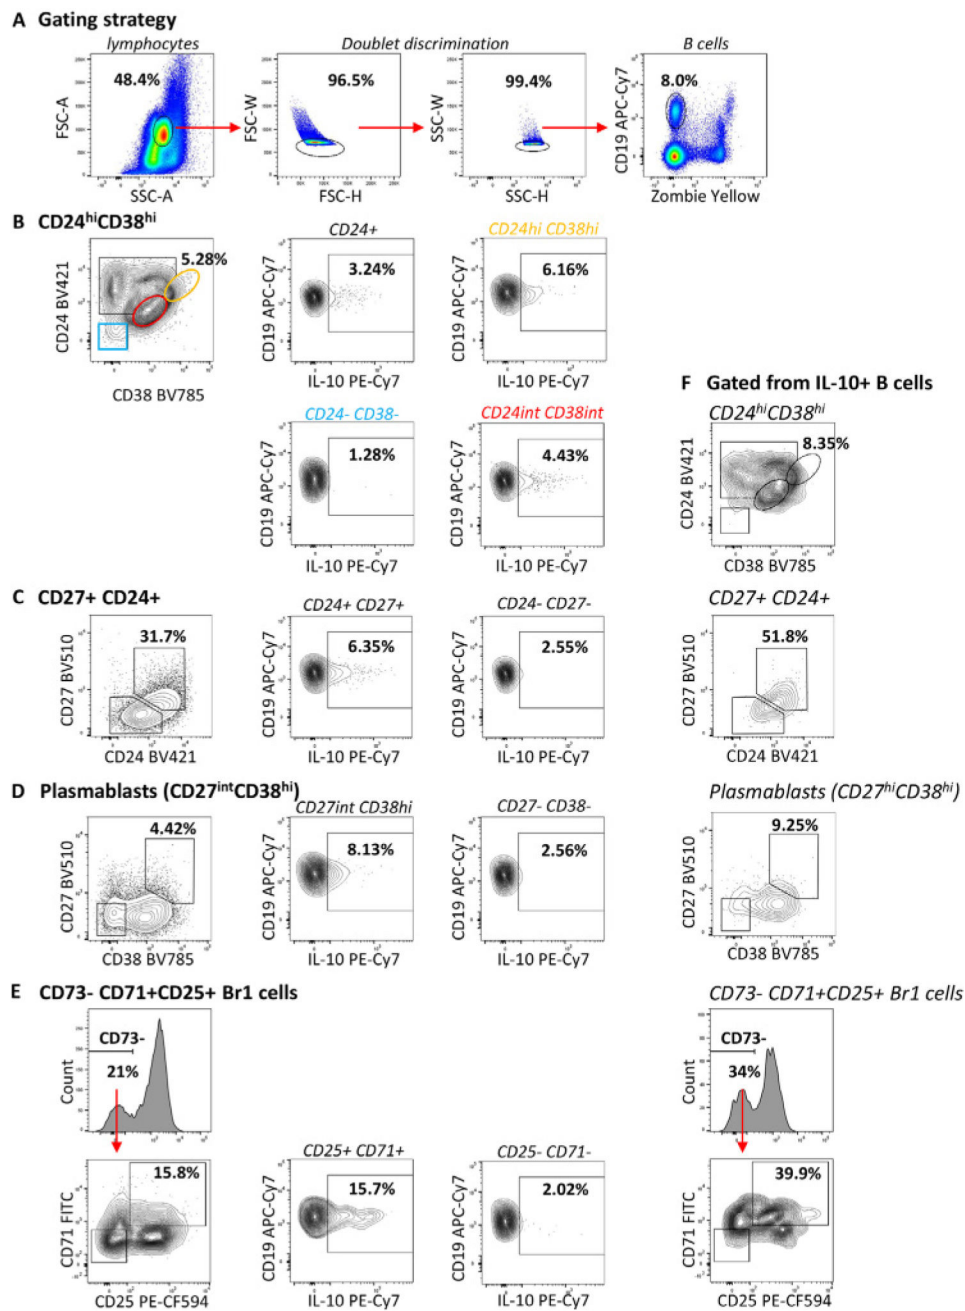 A Gating strategy
lymphocytes
Doublet discrimination
B cells
48.4%
FSC-A
SSC-A
96.5%
FSC-W
FSC-H
99.4%
SSC-W
SSC-H
8.0%
CD19 APC-Cy7
Zombie Yellow
B CD24hiCD38hi
5.28%
CD24 BV421
CD38 BV785
CD24+
3.24%
CD19 APC-Cy7
IL-10 PE-Cy7
CD24hi CD38hi
6.16%
CD19 APC-Cy7
IL-10 PE-Cy7
CD24- CD38-
1.28%
CD19 APC-Cy7
IL-10 PE-Cy7
CD24int CD38int
4.43%
CD19 APC-Cy7
IL-10 PE-Cy7
F Gated from IL-10+ B cells
CD24hiCD38hi
8.35%
CD24 BV421
CD38 BV785
C CD27+ CD24+
31.7%
CD27 BV510
CD24 BV421
CD24+ CD27+
6.35%
CD19 APC-Cy7
IL-10 PE-Cy7
CD24- CD27-
2.55%
CD19 APC-Cy7
IL-10 PE-Cy7
CD27+ CD24+
51.8%
CD27 BV510
CD24 BV421
D Plasmablasts (CD27intCD38hi)
4.42%
CD27 BV510
CD38 BV785
CD27int CD38hi
8.13%
CD19 APC-Cy7
IL-10 PE-Cy7
CD27- CD38-
2.56%
CD19 APC-Cy7
IL-10 PE-Cy7
Plasmablasts (CD27hiCD38hi)
9.25%
CD27 BV510
CD38 BV785
E CD73- CD71+CD25+ Br1 cells
CD73-
21%
Count
15.8%
CD71 FITC
CD25 PE-CF594
CD25+ CD71+
15.7%
CD19 APC-Cy7
IL-10 PE-Cy7
CD25- CD71-
2.02%
CD19 APC-Cy7
IL-10 PE-Cy7
CD73- CD71+CD25+ Br1 cells
CD73-
34%
Count
39.9%
CD71 FITC
CD25 PE-CF594